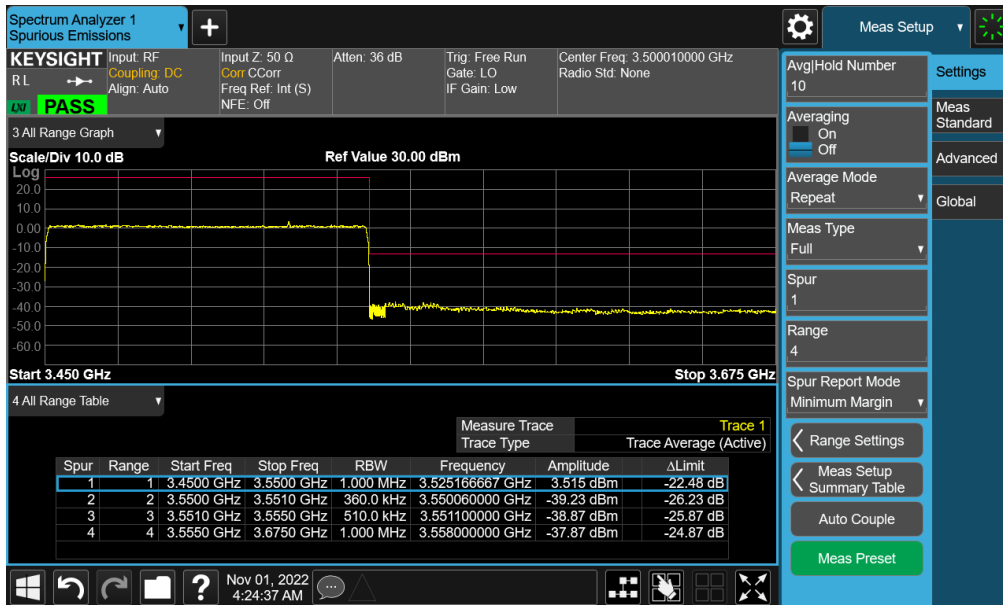 Spectrum Analyzer 1
Spurious Emissions
Meas Setup
KEYSIGHT
R L
LXI PASS
Input: RF
Coupling: DC
Align: Auto
Input Z: 50 Ω
Corr CCorr
Freq Ref: Int (S)
NFE: Off
Atten: 36 dB
Trig: Free Run
Gate: LO
IF Gain: Low
Center Freq: 3.500010000 GHz
Radio Std: None
3 All Range Graph
Scale/Div 10.0 dB
Ref Value 30.00 dBm
Log
20.0
10.0
0.00
-10.0
-20.0
-30.0
-40.0
-50.0
-60.0
Start 3.450 GHz
Stop 3.675 GHz
4 All Range Table
Measure Trace Trace 1
Trace Type Trace Average (Active)
Spur Range Start Freq Stop Freq RBW Frequency Amplitude ΔLimit
1 1 3.4500 GHz 3.5500 GHz 1.000 MHz 3.525166667 GHz 3.515 dBm -22.48 dB
2 2 3.5500 GHz 3.5510 GHz 360.0 kHz 3.550060000 GHz -39.23 dBm -26.23 dB
3 3 3.5510 GHz 3.5550 GHz 510.0 kHz 3.551100000 GHz -38.87 dBm -25.87 dB
4 4 3.5550 GHz 3.6750 GHz 1.000 MHz 3.558000000 GHz -37.87 dBm -24.87 dB
?
Nov 01, 2022
4:24:37 AM
Avg|Hold Number
10
Averaging
On
Off
Average Mode
Repeat
Meas Type
Full
Spur
1
Range
4
Spur Report Mode
Minimum Margin
Range Settings
Meas Setup
Summary Table
Auto Couple
Meas Preset
Settings
Meas
Standard
Advanced
Global